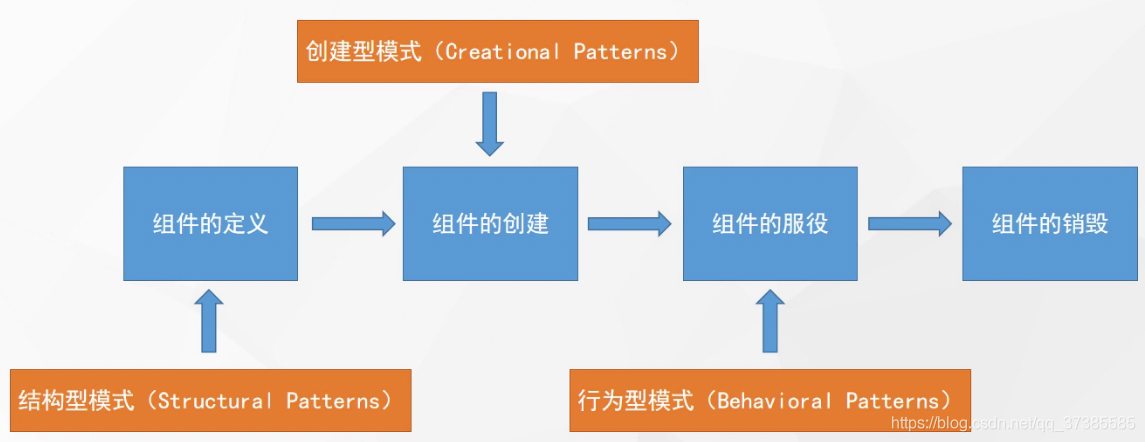 创建型模式（Creational Patterns）
组件的定义
组件的创建
组件的服役
组件的销毁
结构型模式（Structural Patterns）
行为型模式（Behavioral Patterns）
https://blog.csdn.net/qq_37385585